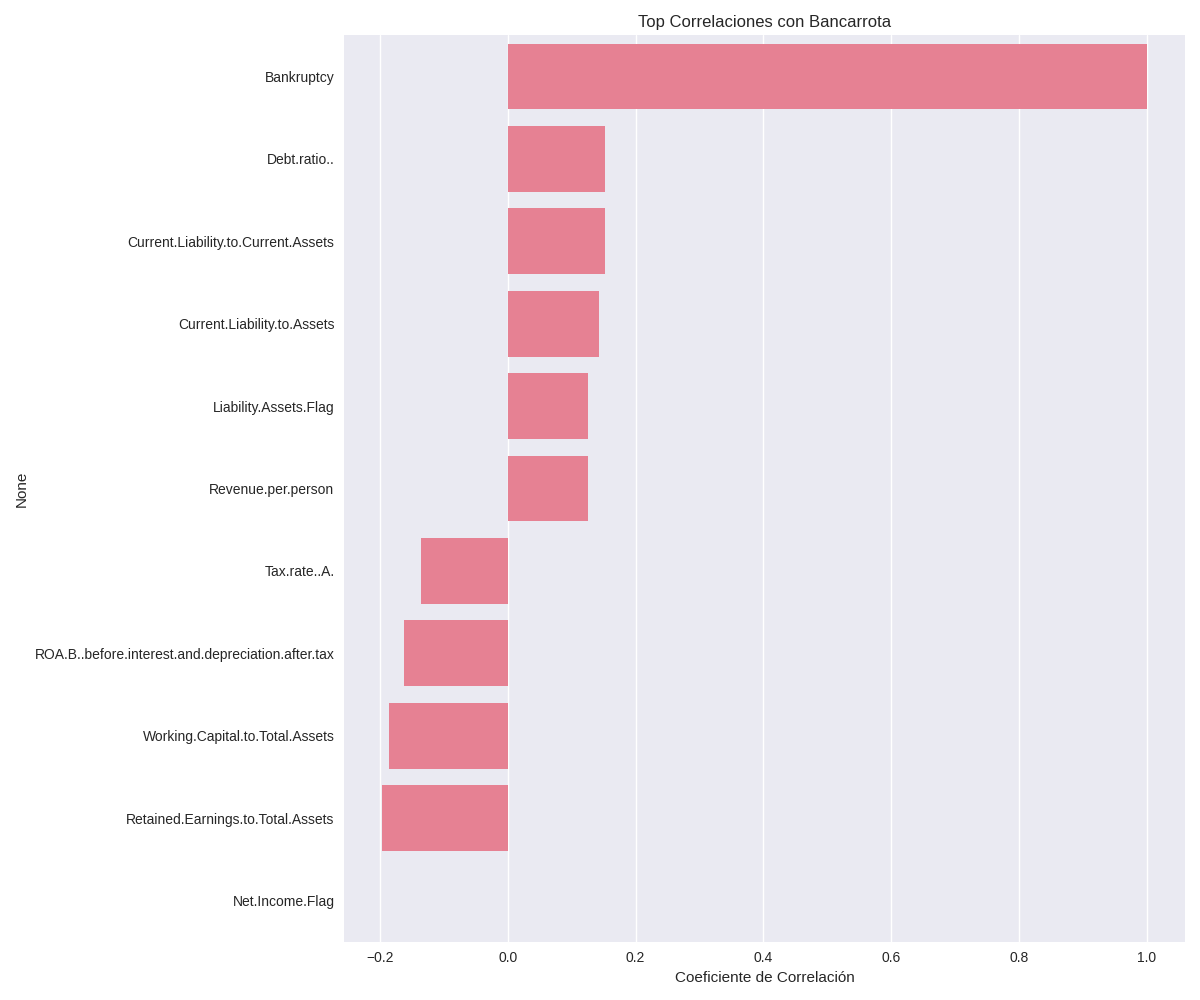 Top Correlaciones con Bancarrota
Bankruptcy
Debt.ratio..
Current.Liability.to.Current.Assets
Current.Liability.to.Assets
Liability.Assets.Flag
Revenue.per.person
Tax.rate..A.
ROA.B..before.interest.and.depreciation.after.tax
Working.Capital.to.Total.Assets
Retained.Earnings.to.Total.Assets
Net.Income.Flag
None
−0.2 0.0 0.2 0.4 0.6 0.8 1.0
Coeficiente de Correlación